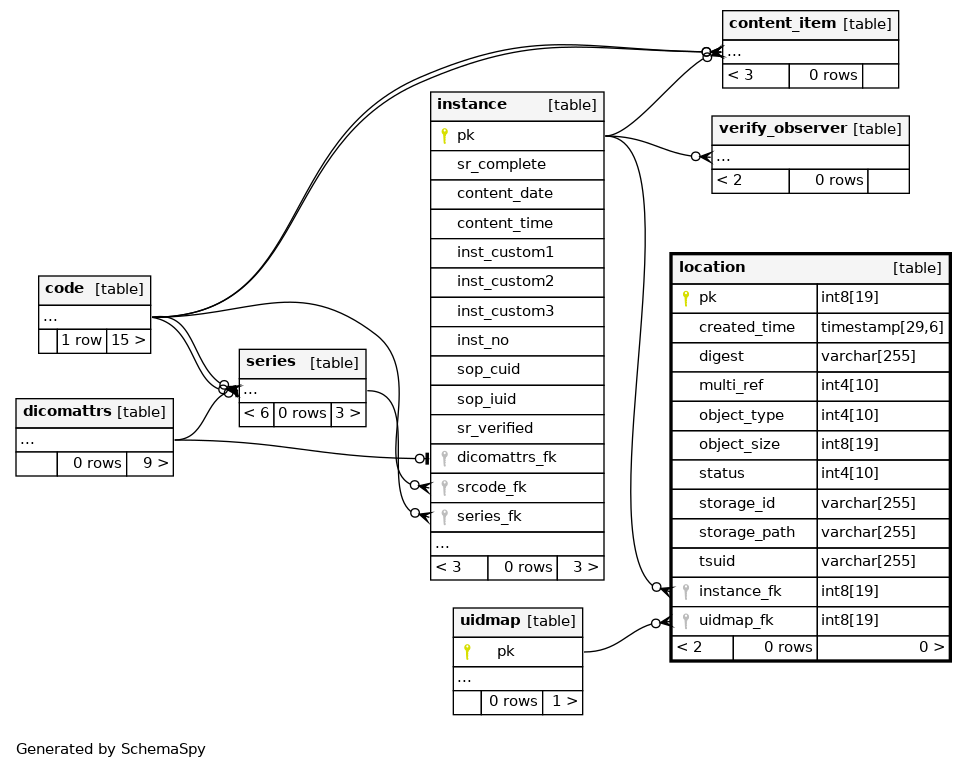 content_item [table]
...
< 3 0 rows
instance [table]
pk
sr_complete
content_date
content_time
inst_custom1
inst_custom2
inst_custom3
inst_no
sop_cuid
sop_iuid
sr_verified
dicomattrs_fk
srcode_fk
series_fk
...
< 3 0 rows 3 >
verify_observer [table]
...
< 2 0 rows
code [table]
...
1 row 15 >
series [table]
...
< 6 0 rows 3 >
dicomattrs [table]
...
0 rows 9 >
location [table]
pk int8[19]
created_time timestamp[29,6]
digest varchar[255]
multi_ref int4[10]
object_type int4[10]
object_size int8[19]
status int4[10]
storage_id varchar[255]
storage_path varchar[255]
tsuid varchar[255]
instance_fk int8[19]
uidmap_fk int8[19]
< 2 0 rows 0 >
uidmap [table]
pk
...
0 rows 1 >
Generated by SchemaSpy